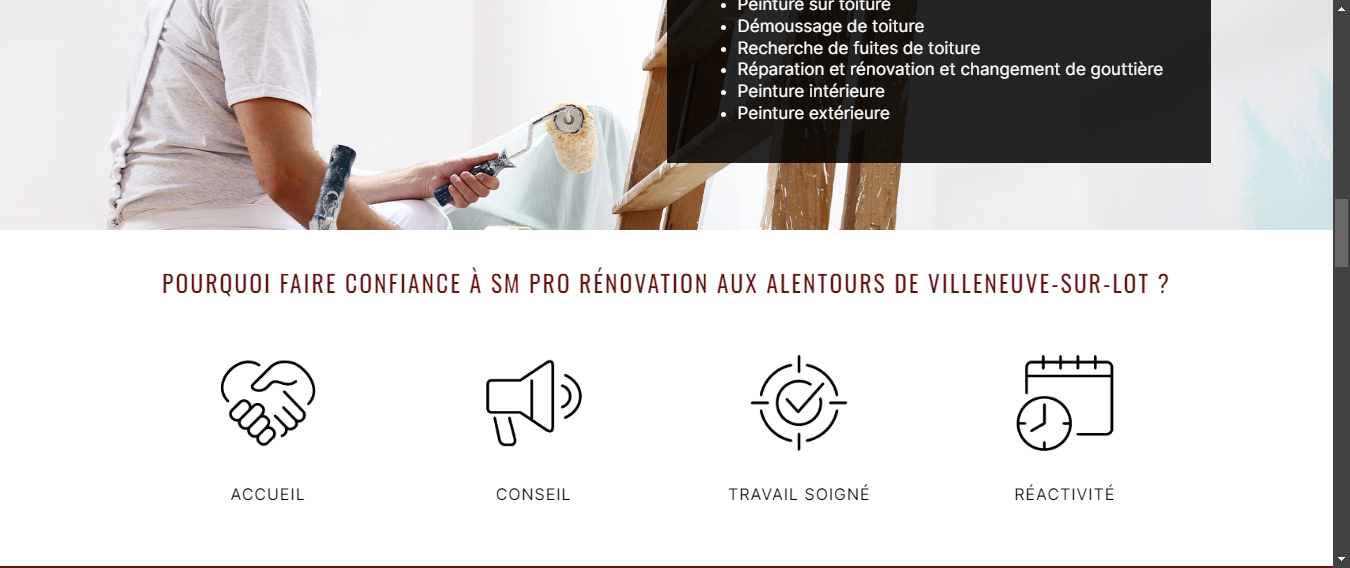 Peinture sur toiture
Démoussage de toiture
Recherche de fuites de toiture
Réparation et rénovation et changement de gouttière
Peinture intérieure
Peinture extérieure
POURQUOI FAIRE CONFIANCE À SM PRO RÉNOVATION AUX ALENTOURS DE VILLENEUVE-SUR-LOT ?
ACCUEIL
CONSEIL
TRAVAIL SOIGNÉ
RÉACTIVITÉ